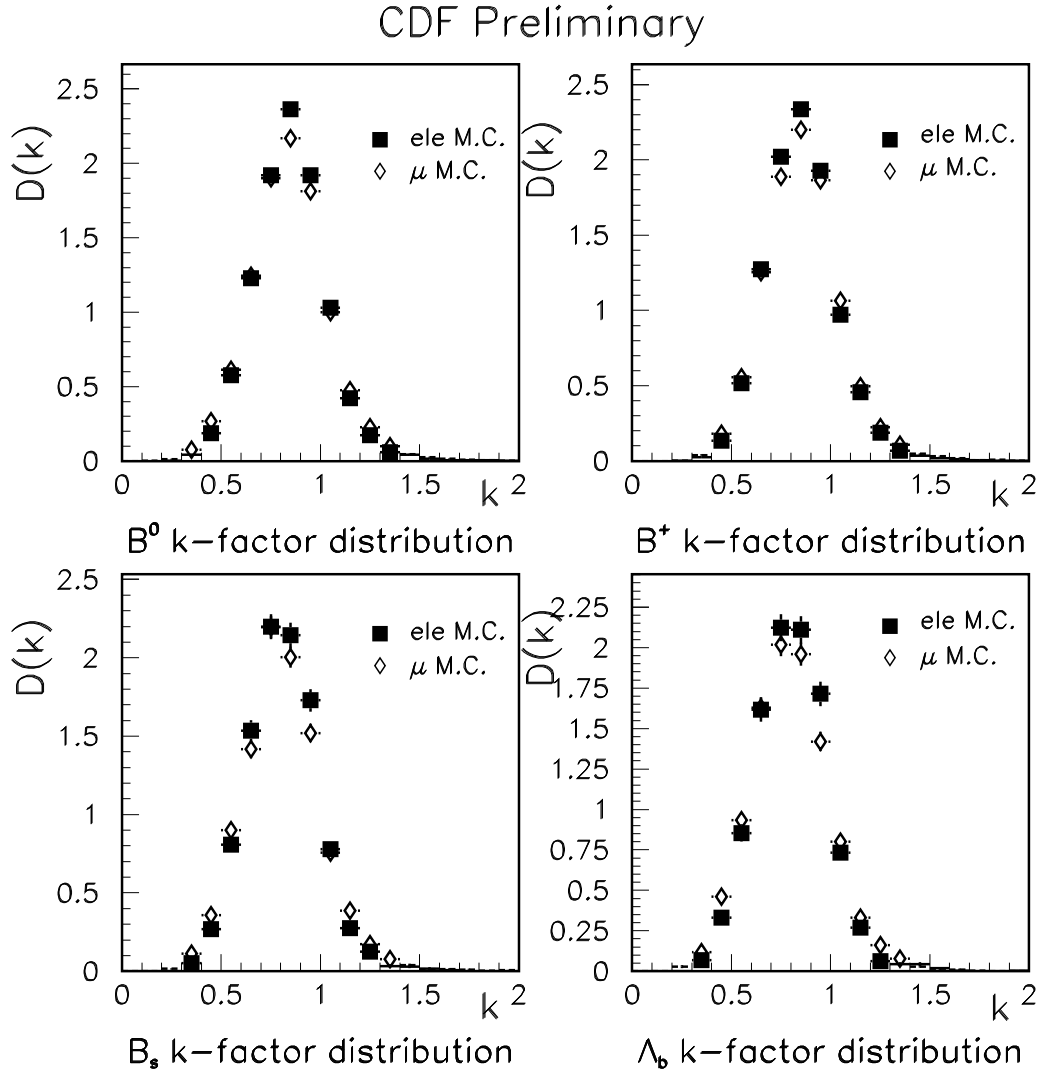 CDF Preliminary
D(k)
2.5
2
1.5
1
0.5
0
ele M.C.
μ M.C.
0 0.5 1 1.5 2
k
B⁰ k-factor distribution
D(k)
2.5
2
1.5
1
0.5
0
ele M.C.
μ M.C.
0 0.5 1 1.5 2
k
B⁺ k-factor distribution
D(k)
2.5
2
1.5
1
0.5
0
ele M.C.
μ M.C.
0 0.5 1 1.5 2
k
Bₛ k-factor distribution
D(k)
2.25
2
1.75
1.5
1.25
1
0.75
0.5
0.25
0
ele M.C.
μ M.C.
0 0.5 1 1.5 2
k
Λ_b k-factor distribution